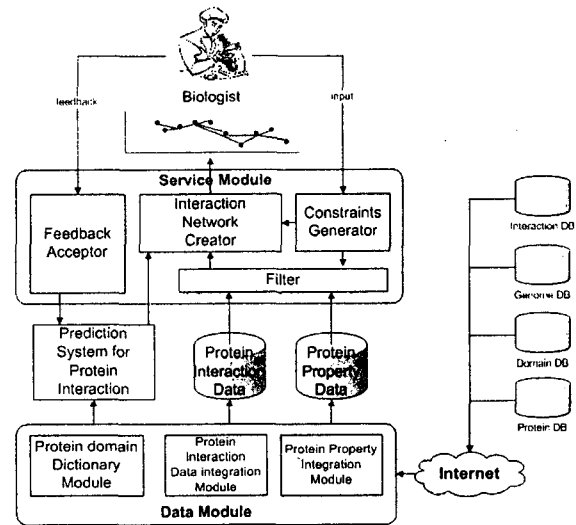 feedback
input
Biologist
Service Module
Feedback
Acceptor
Interaction
Network
Creator
Constraints
Generator
Filter
Prediction
System for
Protein
Interaction
Protein
Interaction
Data
Protein
Property
Data
Interaction DB
Genome DB
Domain DB
Protein DB
Protein domain
Dictionary
Module
Protein
Interaction
Data integration
Module
Protein Property
Integration
Module
Internet
Data Module